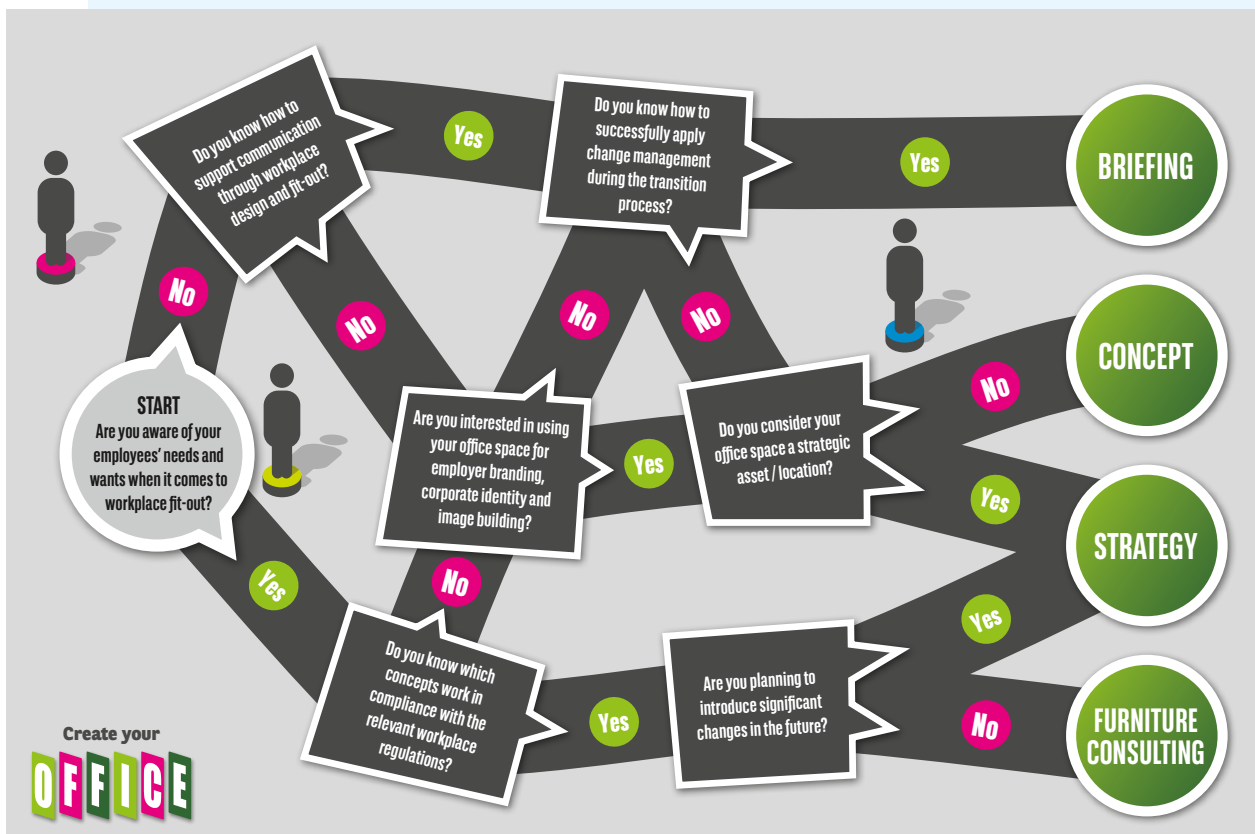 Do you know how to
support communication
through workplace
design and fit-out?
Yes
Do you know how to
successfully apply
change management
during the transition
process?
Yes
BRIEFING
No
No
No
No
START
Are you aware of your
employees' needs and
wants when it comes to
workplace fit-out?
Are you interested in using
your office space for
employer branding,
corporate identity and
image building?
Yes
Do you consider your
office space a strategic
asset / location?
No
CONCEPT
Yes
STRATEGY
Yes
No
Do you know which
concepts work in
compliance with the
relevant workplace
regulations?
Yes
Are you planning to
introduce significant
changes in the future?
Yes
No
FURNITURE
CONSULTING
Create your
OFFICE